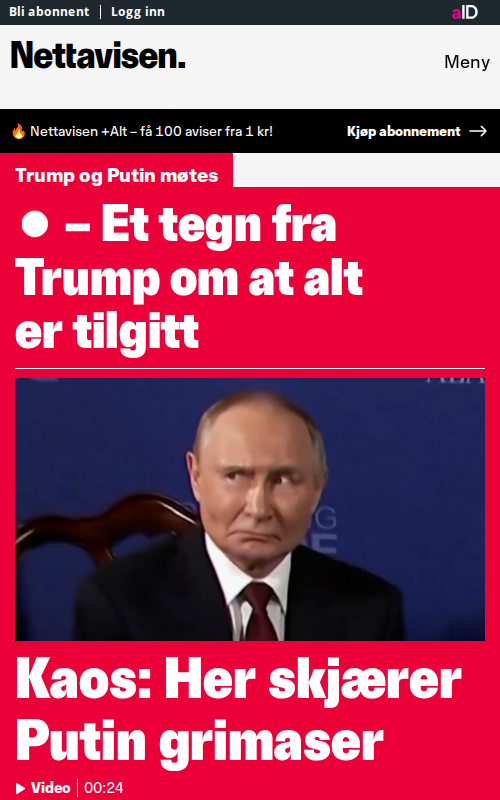 Bli abonnent | Logg inn
aID
Nettavisen.
Meny
🔥 Nettavisen +Alt – få 100 aviser fra 1 kr!
Kjøp abonnement →
Trump og Putin møtes
● – Et tegn fra
Trump om at alt
er tilgitt
Kaos: Her skjærer
Putin grimaser
Video | 00:24